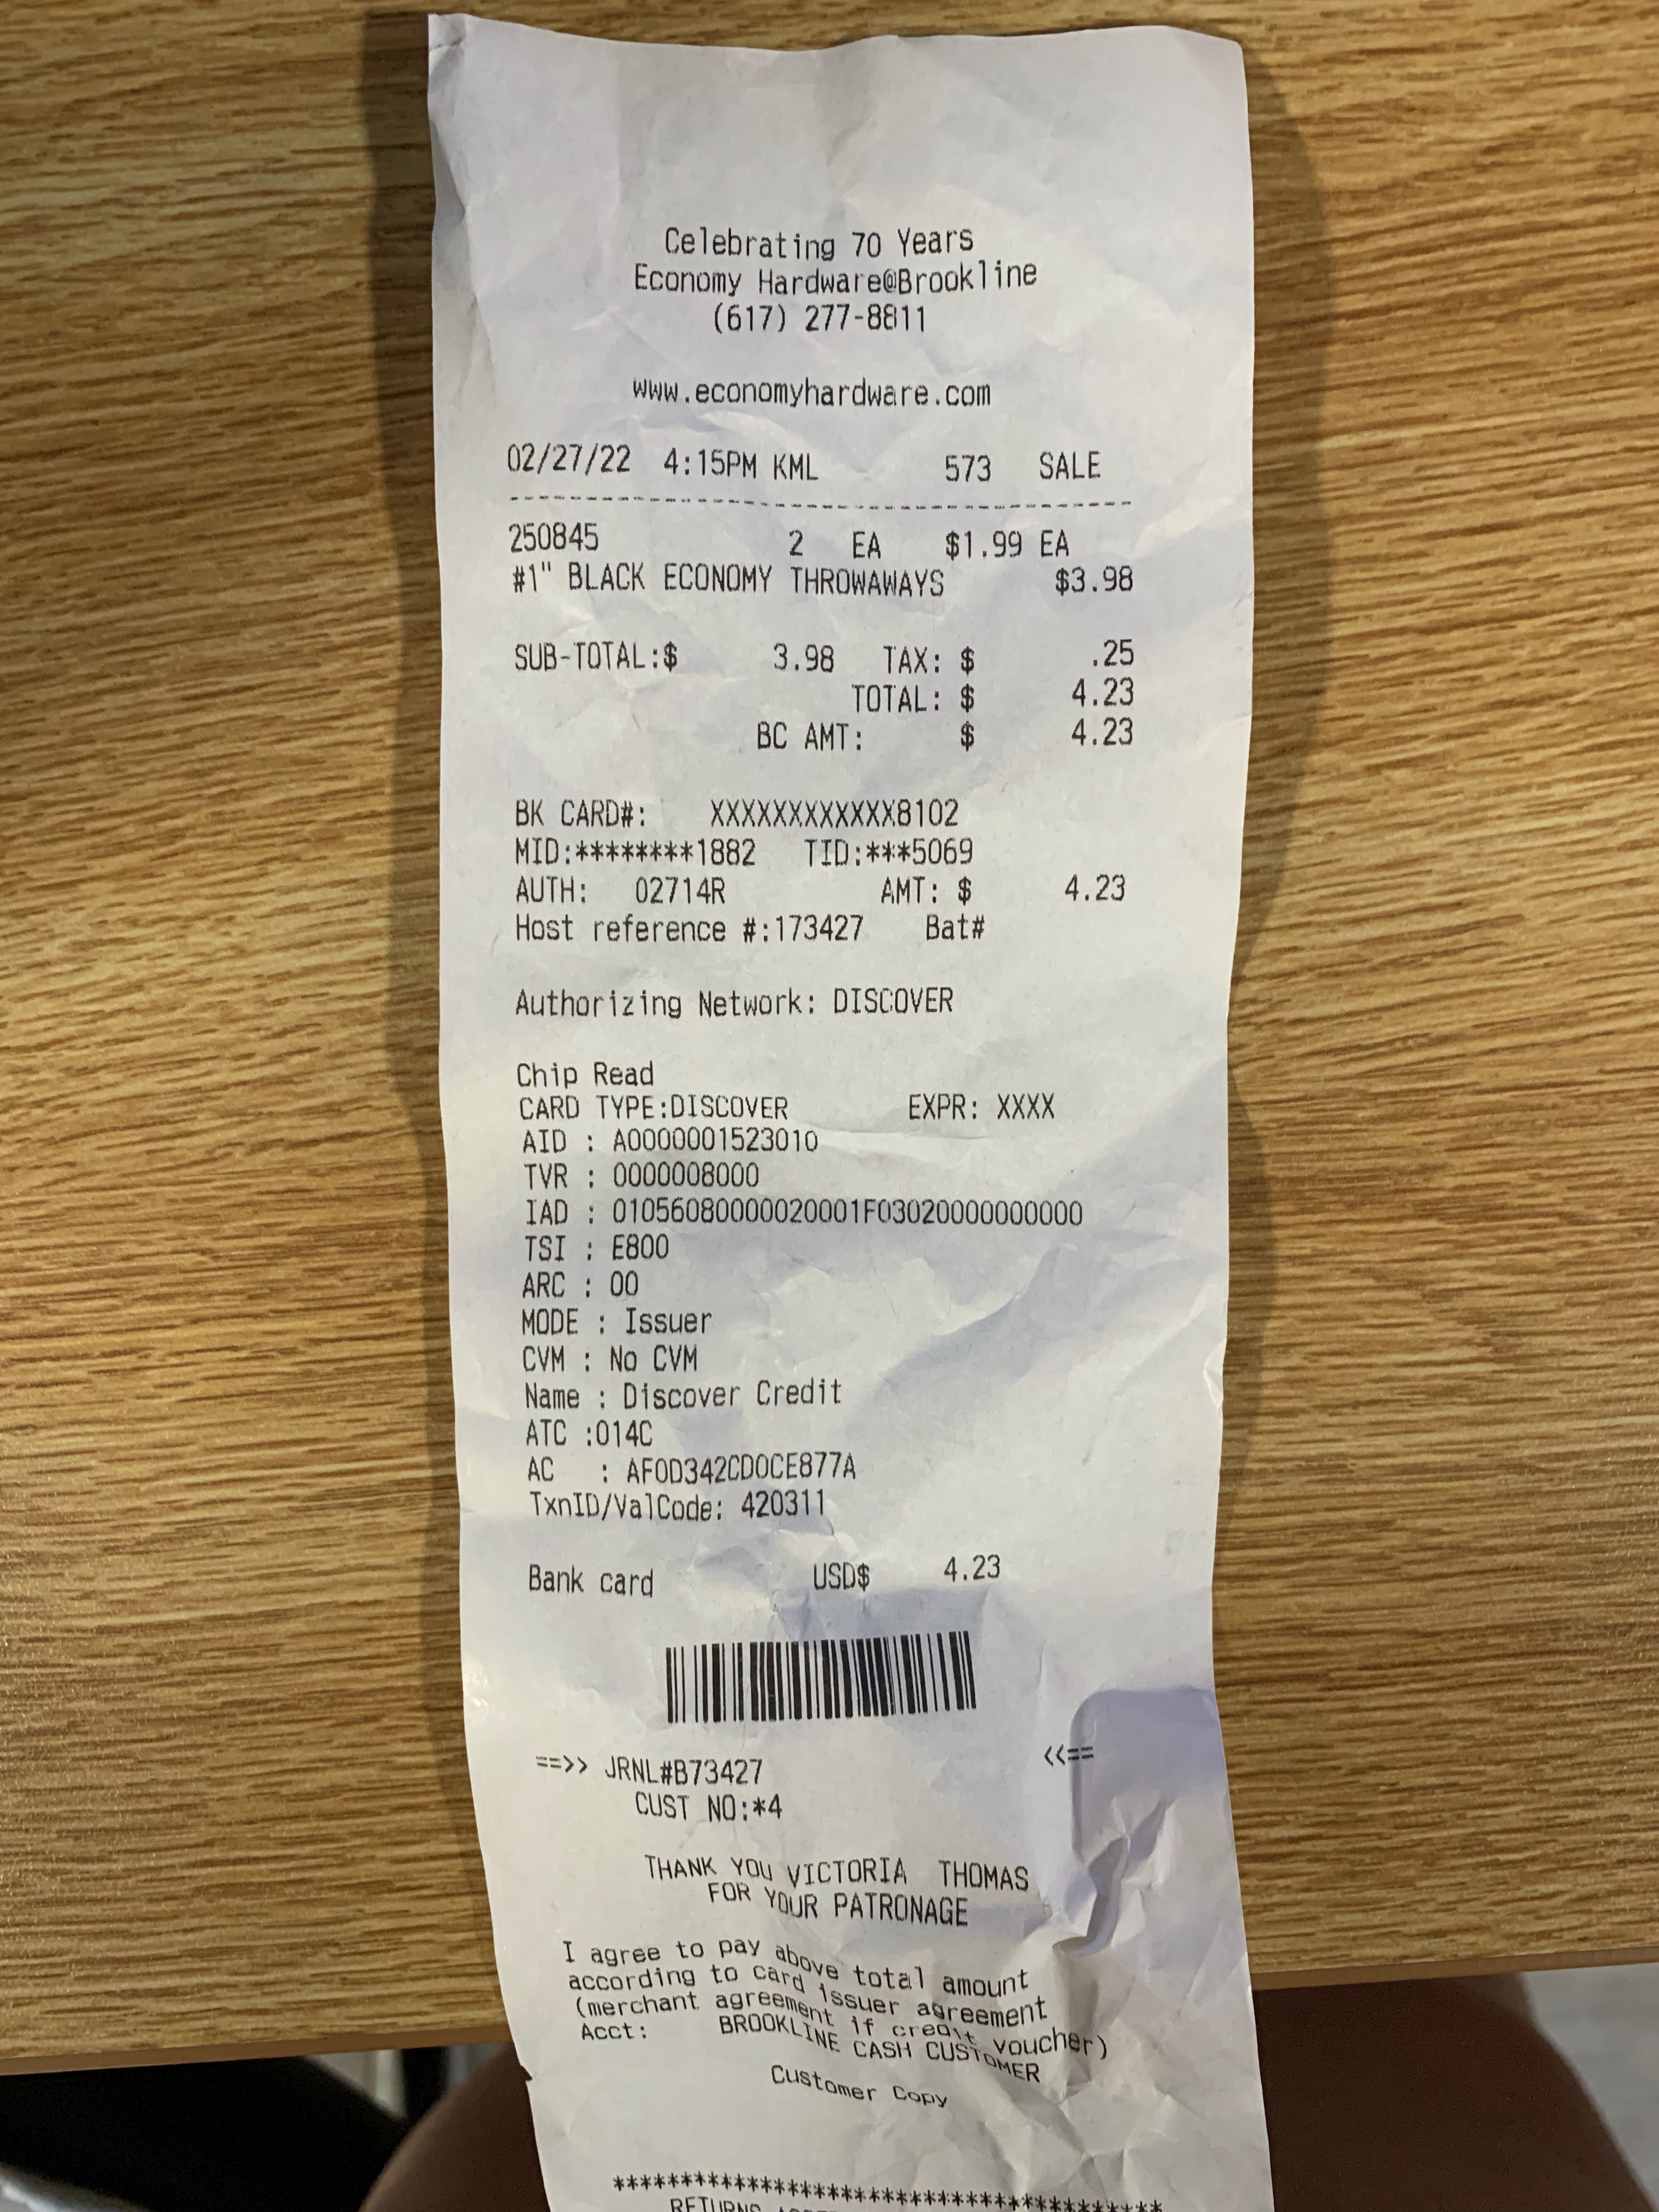 Celebrating 70 Years
Economy Hardware@Brookline
(617) 277-8811
www.economyhardware.com
02/27/22 4:15PM KML 573 SALE
250845 2 EA $1.99 EA
#1" BLACK ECONOMY THROWAWAYS $3.98
SUB-TOTAL:$ 3.98 TAX: $ .25
TOTAL: $ 4.23
BC AMT: $ 4.23
BK CARD#: XXXXXXXXXXXX8102
MID:********1882 TID:***5069
AUTH: 02714R AMT: $ 4.23
Host reference #:173427 Bat#
Authorizing Network: DISCOVER
Chip Read
CARD TYPE:DISCOVER EXPR: XXXX
AID : A0000001523010
TVR : 0000008000
IAD : 01056080000020001F03020000000000
TSI : E800
ARC : 00
MODE : Issuer
CVM : No CVM
Name : Discover Credit
ATC :014C
AC : AF0D342CD0CE877A
TxnID/ValCode: 420311
Bank card USD$ 4.23
==>> JRNL#B73427 <<==
CUST NO:*4
THANK YOU VICTORIA THOMAS
FOR YOUR PATRONAGE
I agree to pay above total amount
according to card issuer agreement
(merchant agreement if credit voucher)
Acct: BROOKLINE CASH CUSTOMER
Customer Copy
****************************************
RETURNS